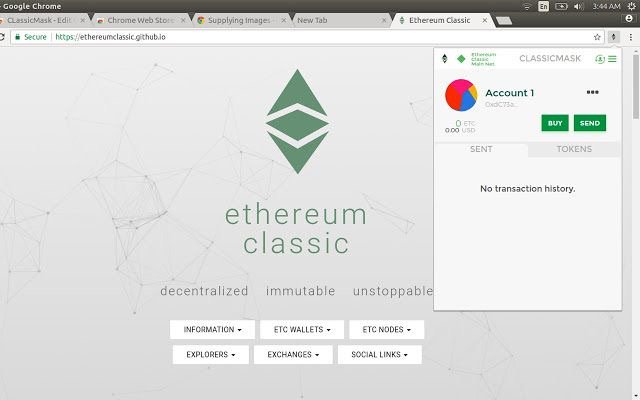 - Google Chrome
En
3:44 AM
CLassicMask - Edi
Chrome Web Store
Supplying Images -
New Tab
Ethereum Classic
Secure
https://ethereumclassic.github.io
Ethereum
Classic
Main Net
CLASSICMASK
Account 1
0xdC73a...
0 ETC
0.00 USD
BUY
SEND
SENT
TOKENS
No transaction history.
ethereum
classic
decentralized immutable unstoppable
INFORMATION
ETC WALLETS
ETC NODES
EXPLORERS
EXCHANGES
SOCIAL LINKS